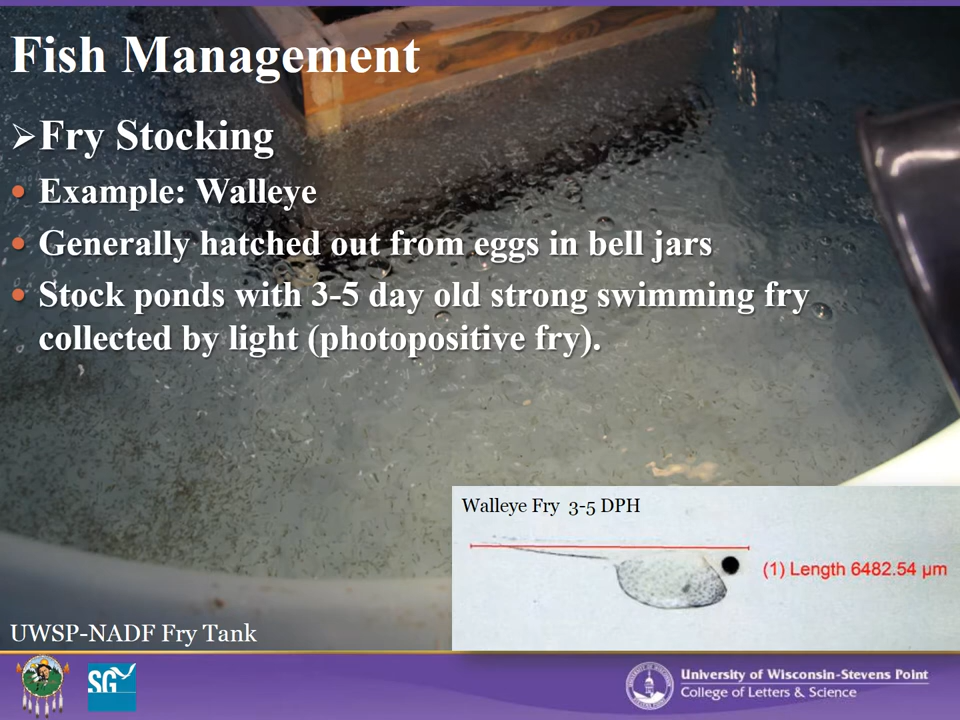 Fish Management
➢Fry Stocking
• Example: Walleye
• Generally hatched out from eggs in bell jars
• Stock ponds with 3-5 day old strong swimming fry
collected by light (photopositive fry).
Walleye Fry 3-5 DPH
(1) Length 6482.54 µm
UWSP-NADF Fry Tank
SG
University of Wisconsin-Stevens Point
College of Letters & Science